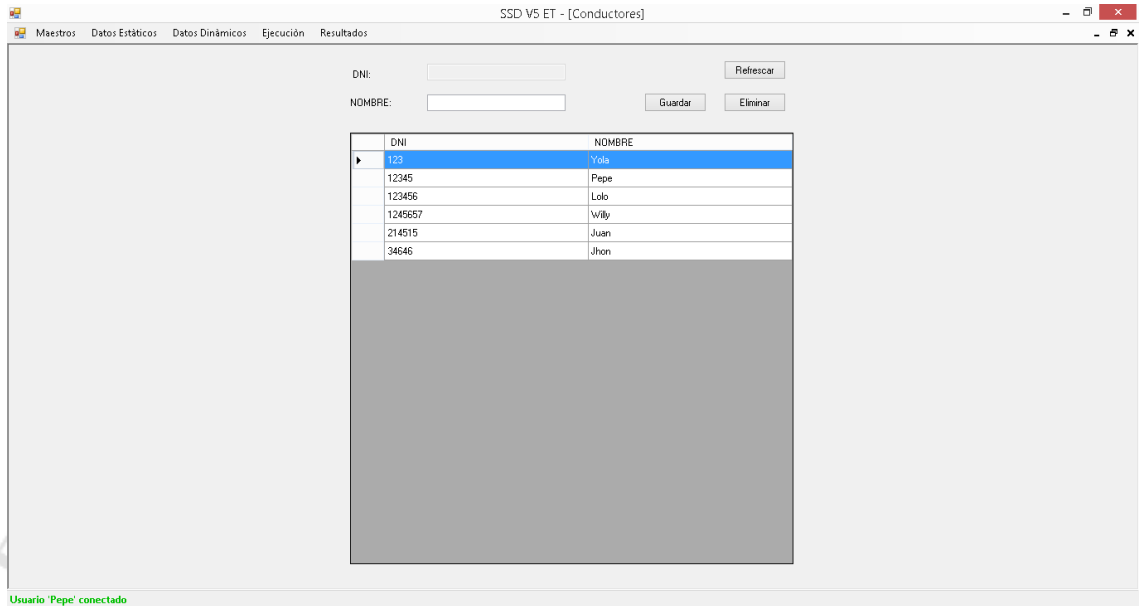 SSD V5 ET - [Conductores]
Maestros Datos Estáticos Datos Dinámicos Ejecución Resultados
DNI:
Refrescar
NOMBRE:
Guardar Eliminar
DNI NOMBRE
123 Yola
12345 Pepe
123456 Lolo
1245657 Willy
214515 Juan
34646 Jhon
Usuario 'Pepe' conectado